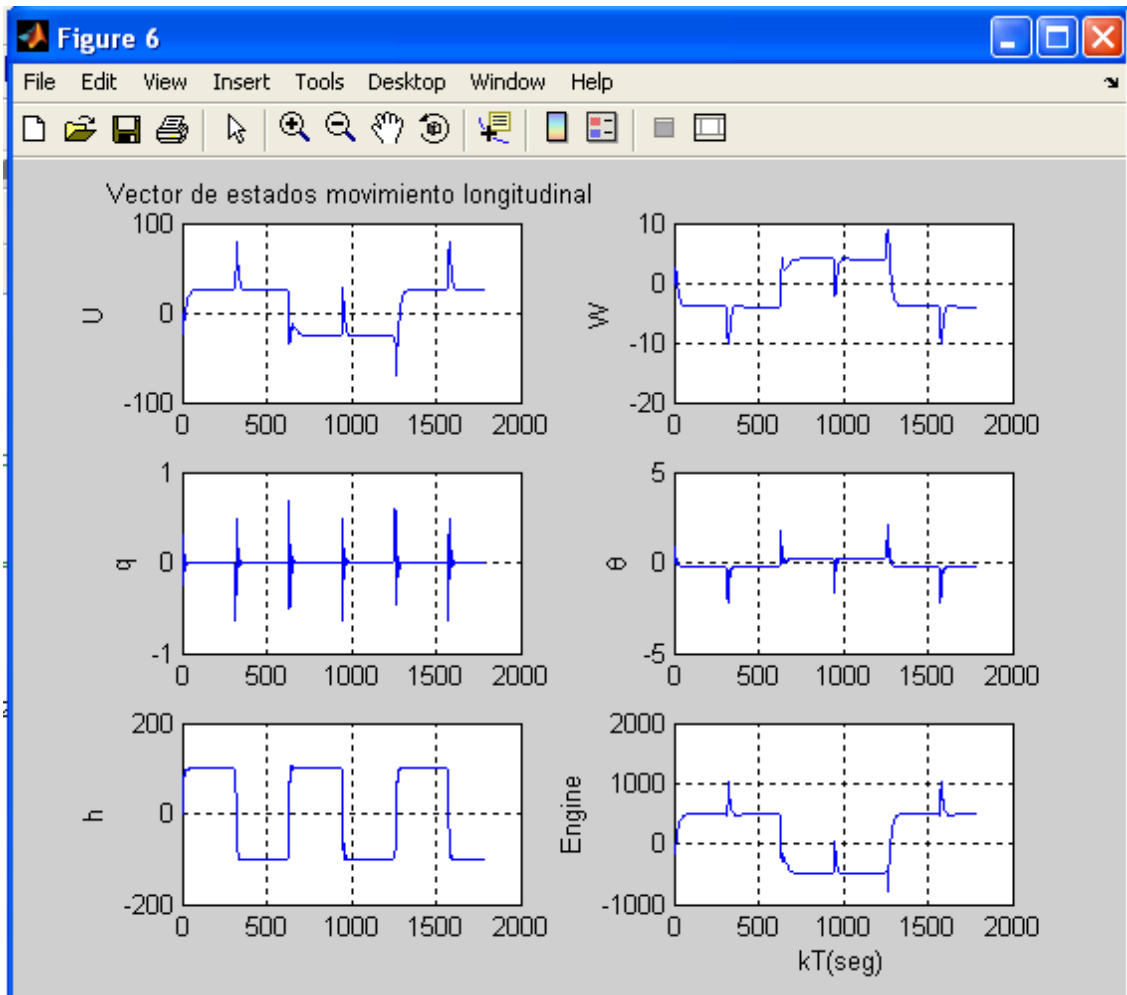 Figure 6
File Edit View Insert Tools Desktop Window Help
Vector de estados movimiento longitudinal
100
0
-100
U
0 500 1000 1500 2000
10
0
-10
-20
W
0 500 1000 1500 2000
1
0
-1
q
0 500 1000 1500 2000
5
0
-5
θ
0 500 1000 1500 2000
200
0
-200
h
0 500 1000 1500 2000
2000
1000
0
-1000
Engine
0 500 1000 1500 2000
kT(seg)